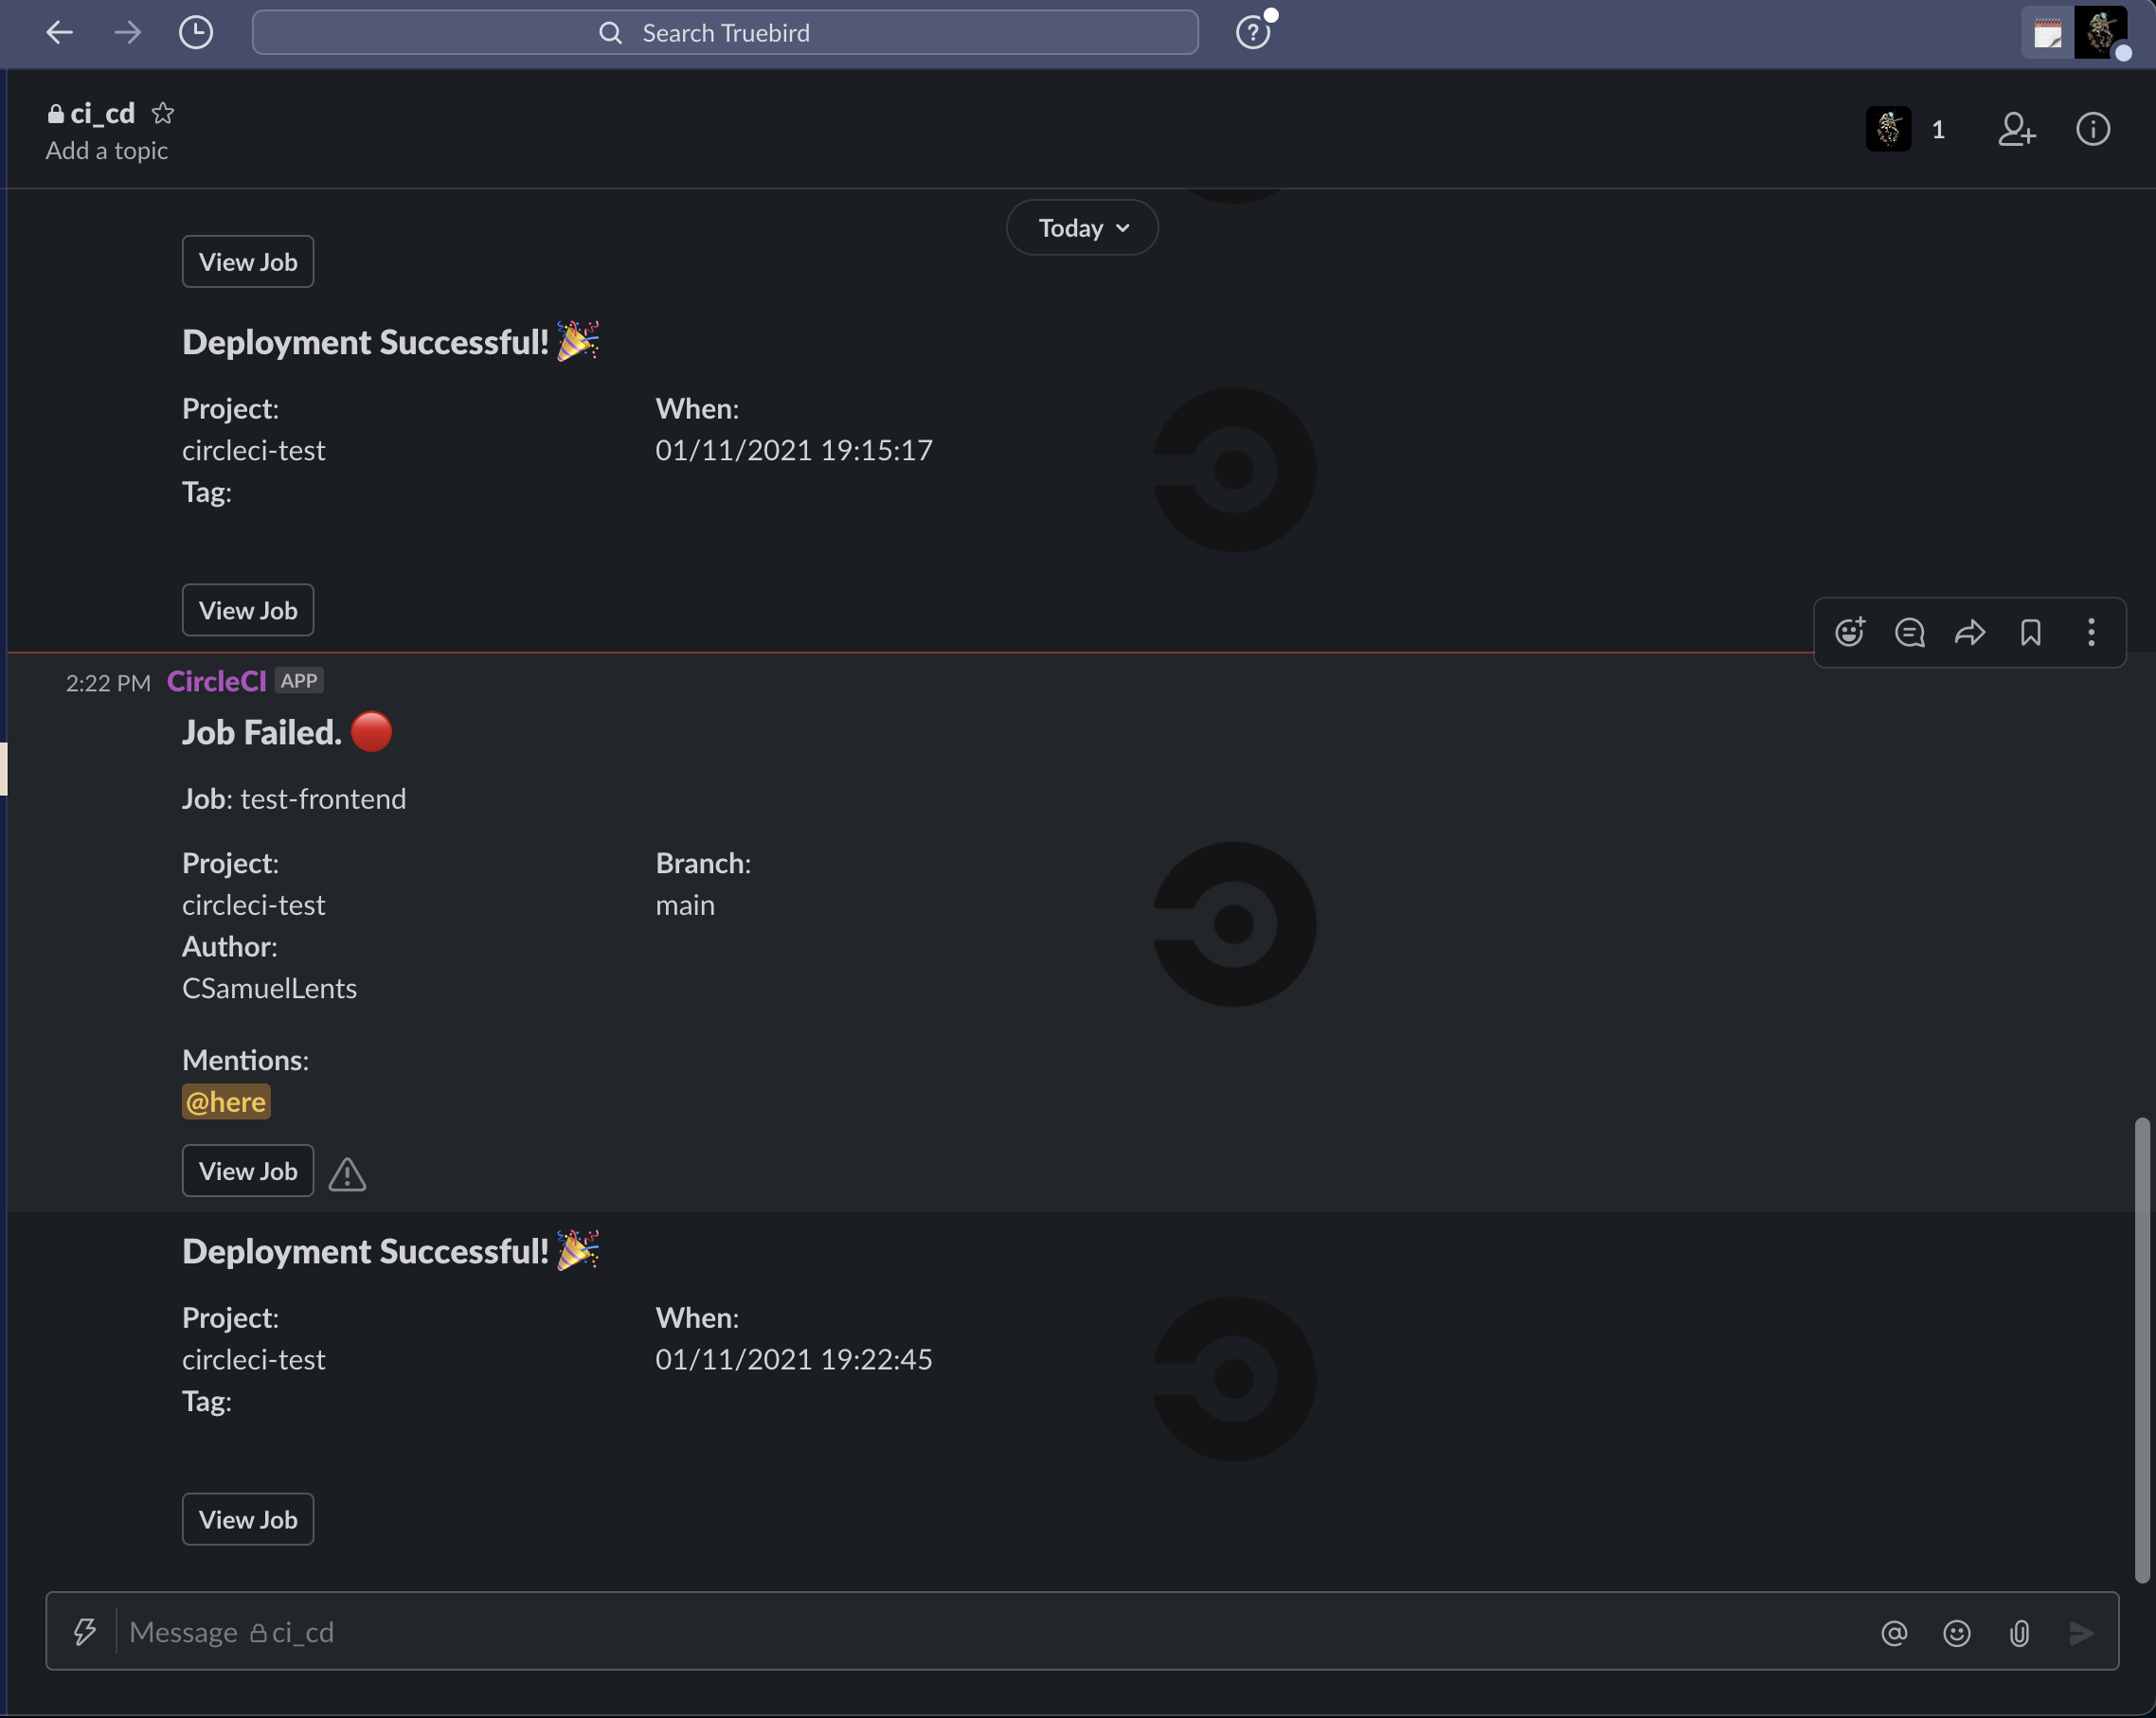 Search Truebird
ci_cd
Add a topic
1
Today
View Job
Deployment Successful!
Project: When:
circleci-test 01/11/2021 19:15:17
Tag:
View Job
2:22 PM CircleCI APP
Job Failed.
Job: test-frontend
Project: Branch:
circleci-test main
Author:
CSamuelLents
Mentions:
@here
View Job
Deployment Successful!
Project: When:
circleci-test 01/11/2021 19:22:45
Tag:
View Job
Message ci_cd